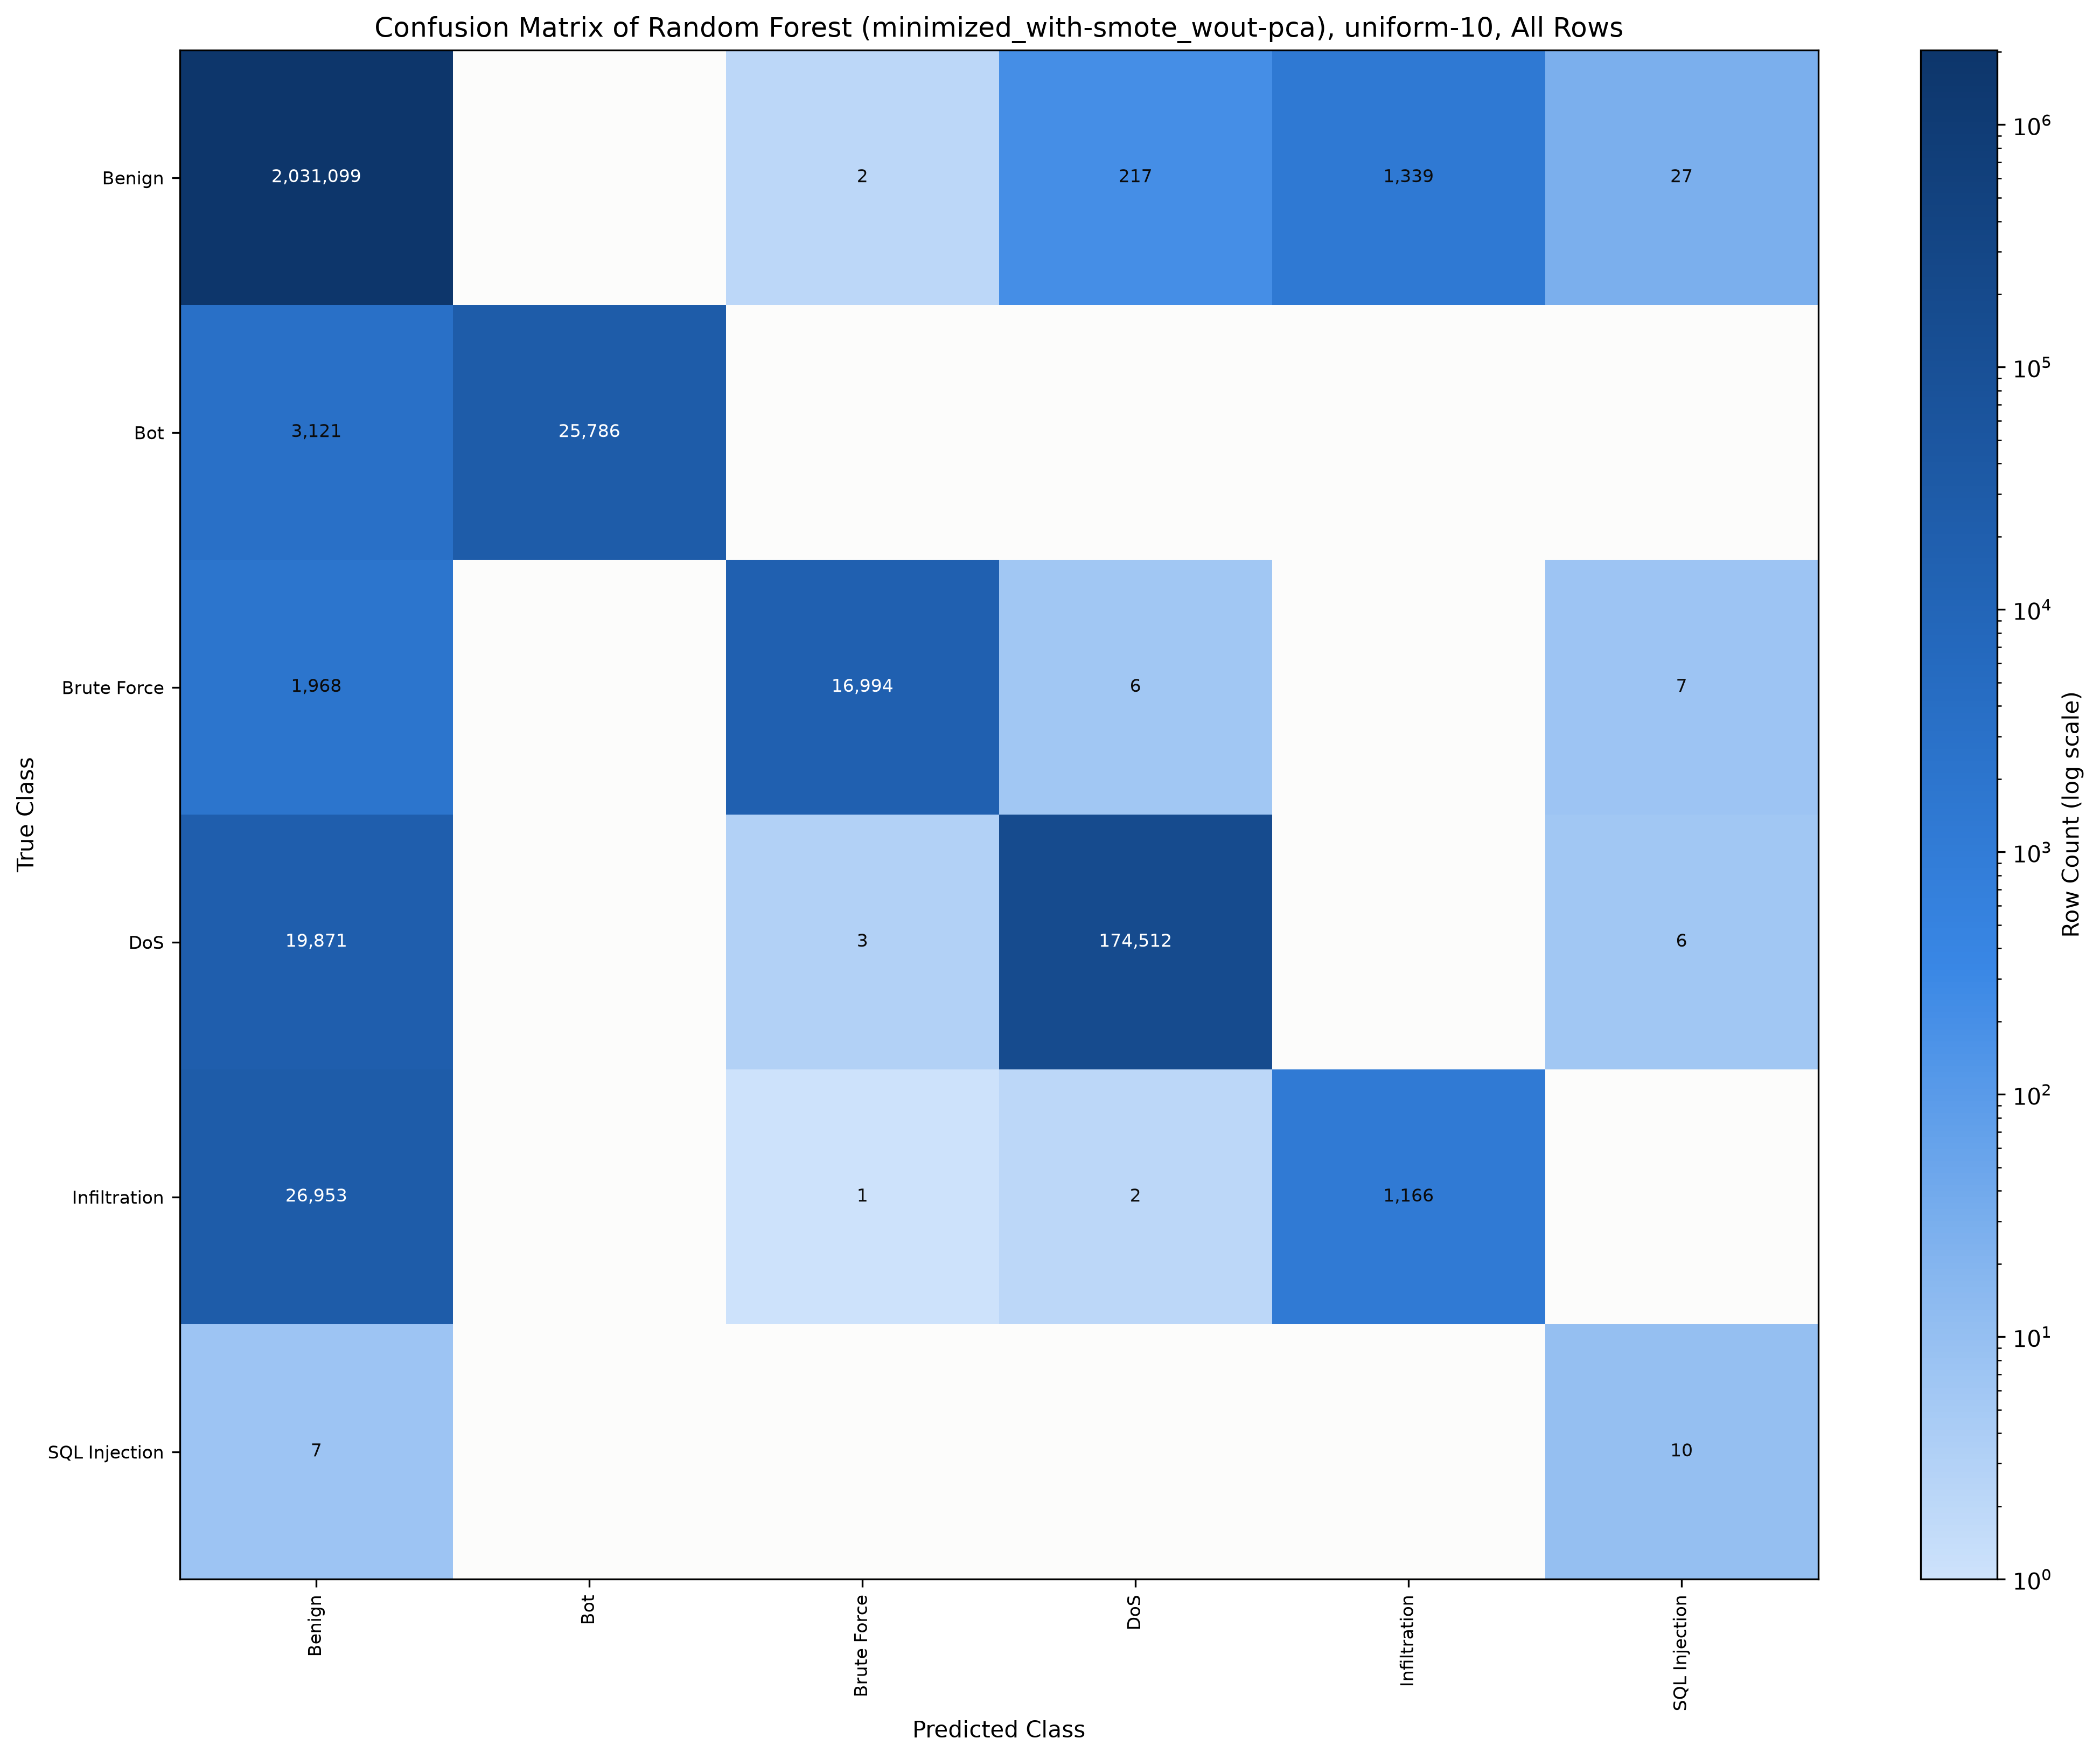 Confusion Matrix of Random Forest (minimized_with-smote_wout-pca), uniform-10, All Rows
True Class
Benign
2,031,099
2
217
1,339
27
Bot
3,121
25,786
Brute Force
1,968
16,994
6
7
DoS
19,871
3
174,512
6
Infiltration
26,953
1
2
1,166
SQL Injection
7
10
Benign
Bot
Brute Force
DoS
Infiltration
SQL Injection
Predicted Class
10⁶
10⁵
10⁴
10³
10²
10¹
10⁰
Row Count (log scale)